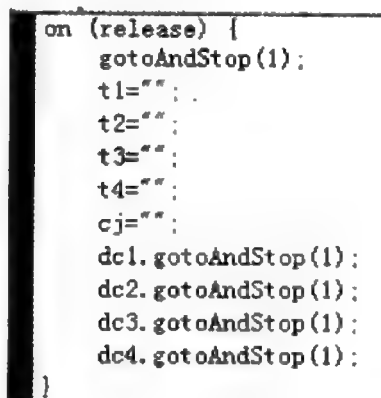 on (release) {
gotoAndStop(1);
t1="";
t2="";
t3="";
t4="";
cj="";
dc1.gotoAndStop(1);
dc2.gotoAndStop(1);
dc3.gotoAndStop(1);
dc4.gotoAndStop(1);
}